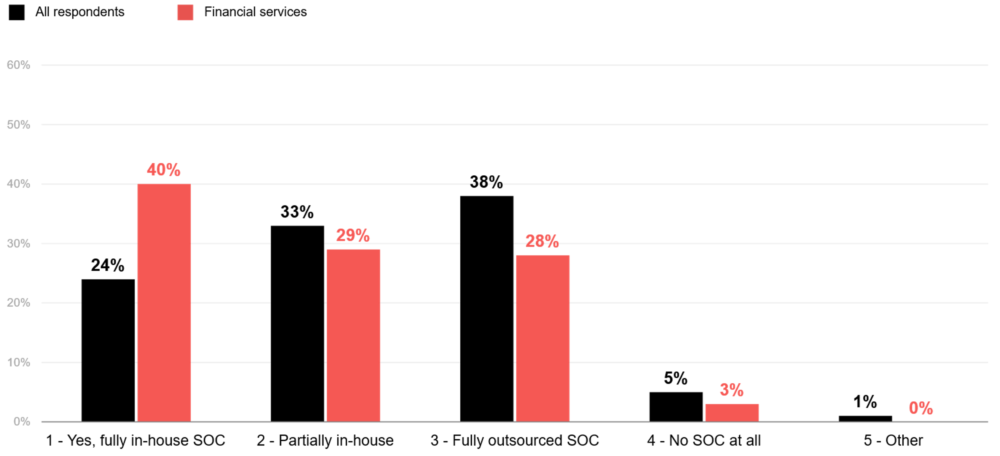 All respondents
Financial services
60%
50%
40%
30%
20%
10%
0%
24%
40%
33%
29%
38%
28%
5%
3%
1%
0%
1 - Yes, fully in-house SOC
2 - Partially in-house
3 - Fully outsourced SOC
4 - No SOC at all
5 - Other